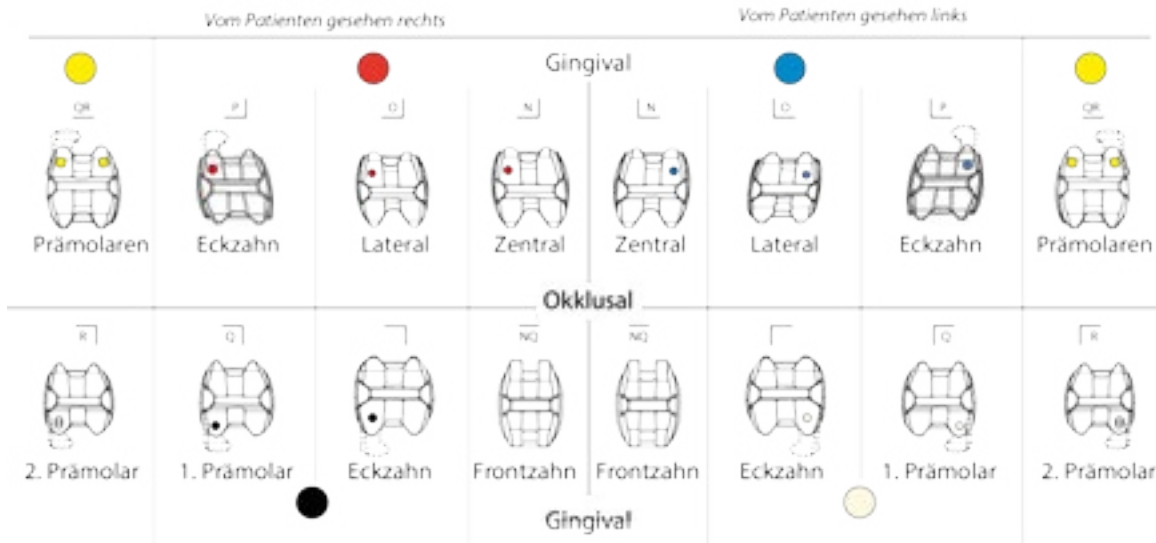 Vom Patienten gesehen rechts Vom Patienten gesehen links
Gingival
QR P O N N O P QR
Prämolaren Eckzahn Lateral Zentral Zentral Lateral Eckzahn Prämolaren
Okklusal
R Q NQ NQ Q R
2. Prämolar 1. Prämolar Eckzahn Frontzahn Frontzahn Eckzahn 1. Prämolar 2. Prämolar
Gingival